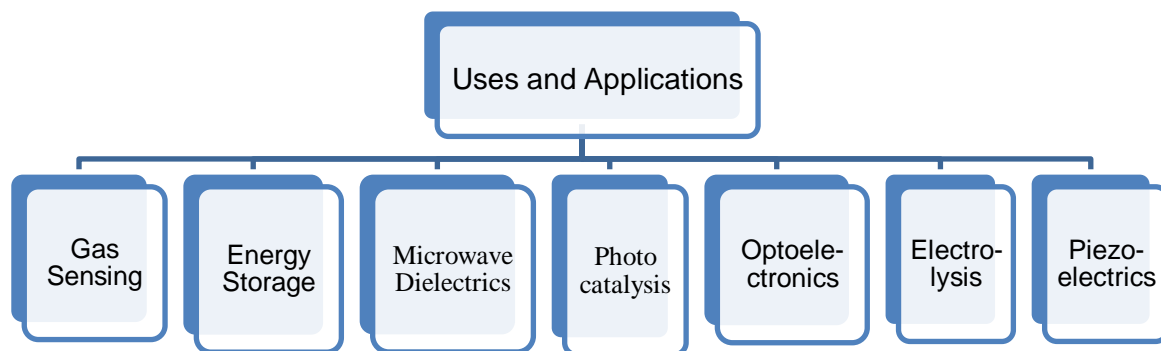 Uses and Applications
Gas
Sensing
Energy
Storage
Microwave
Dielectrics
Photo
catalysis
Optoele-
ctronics
Electro-
lysis
Piezo-
electrics